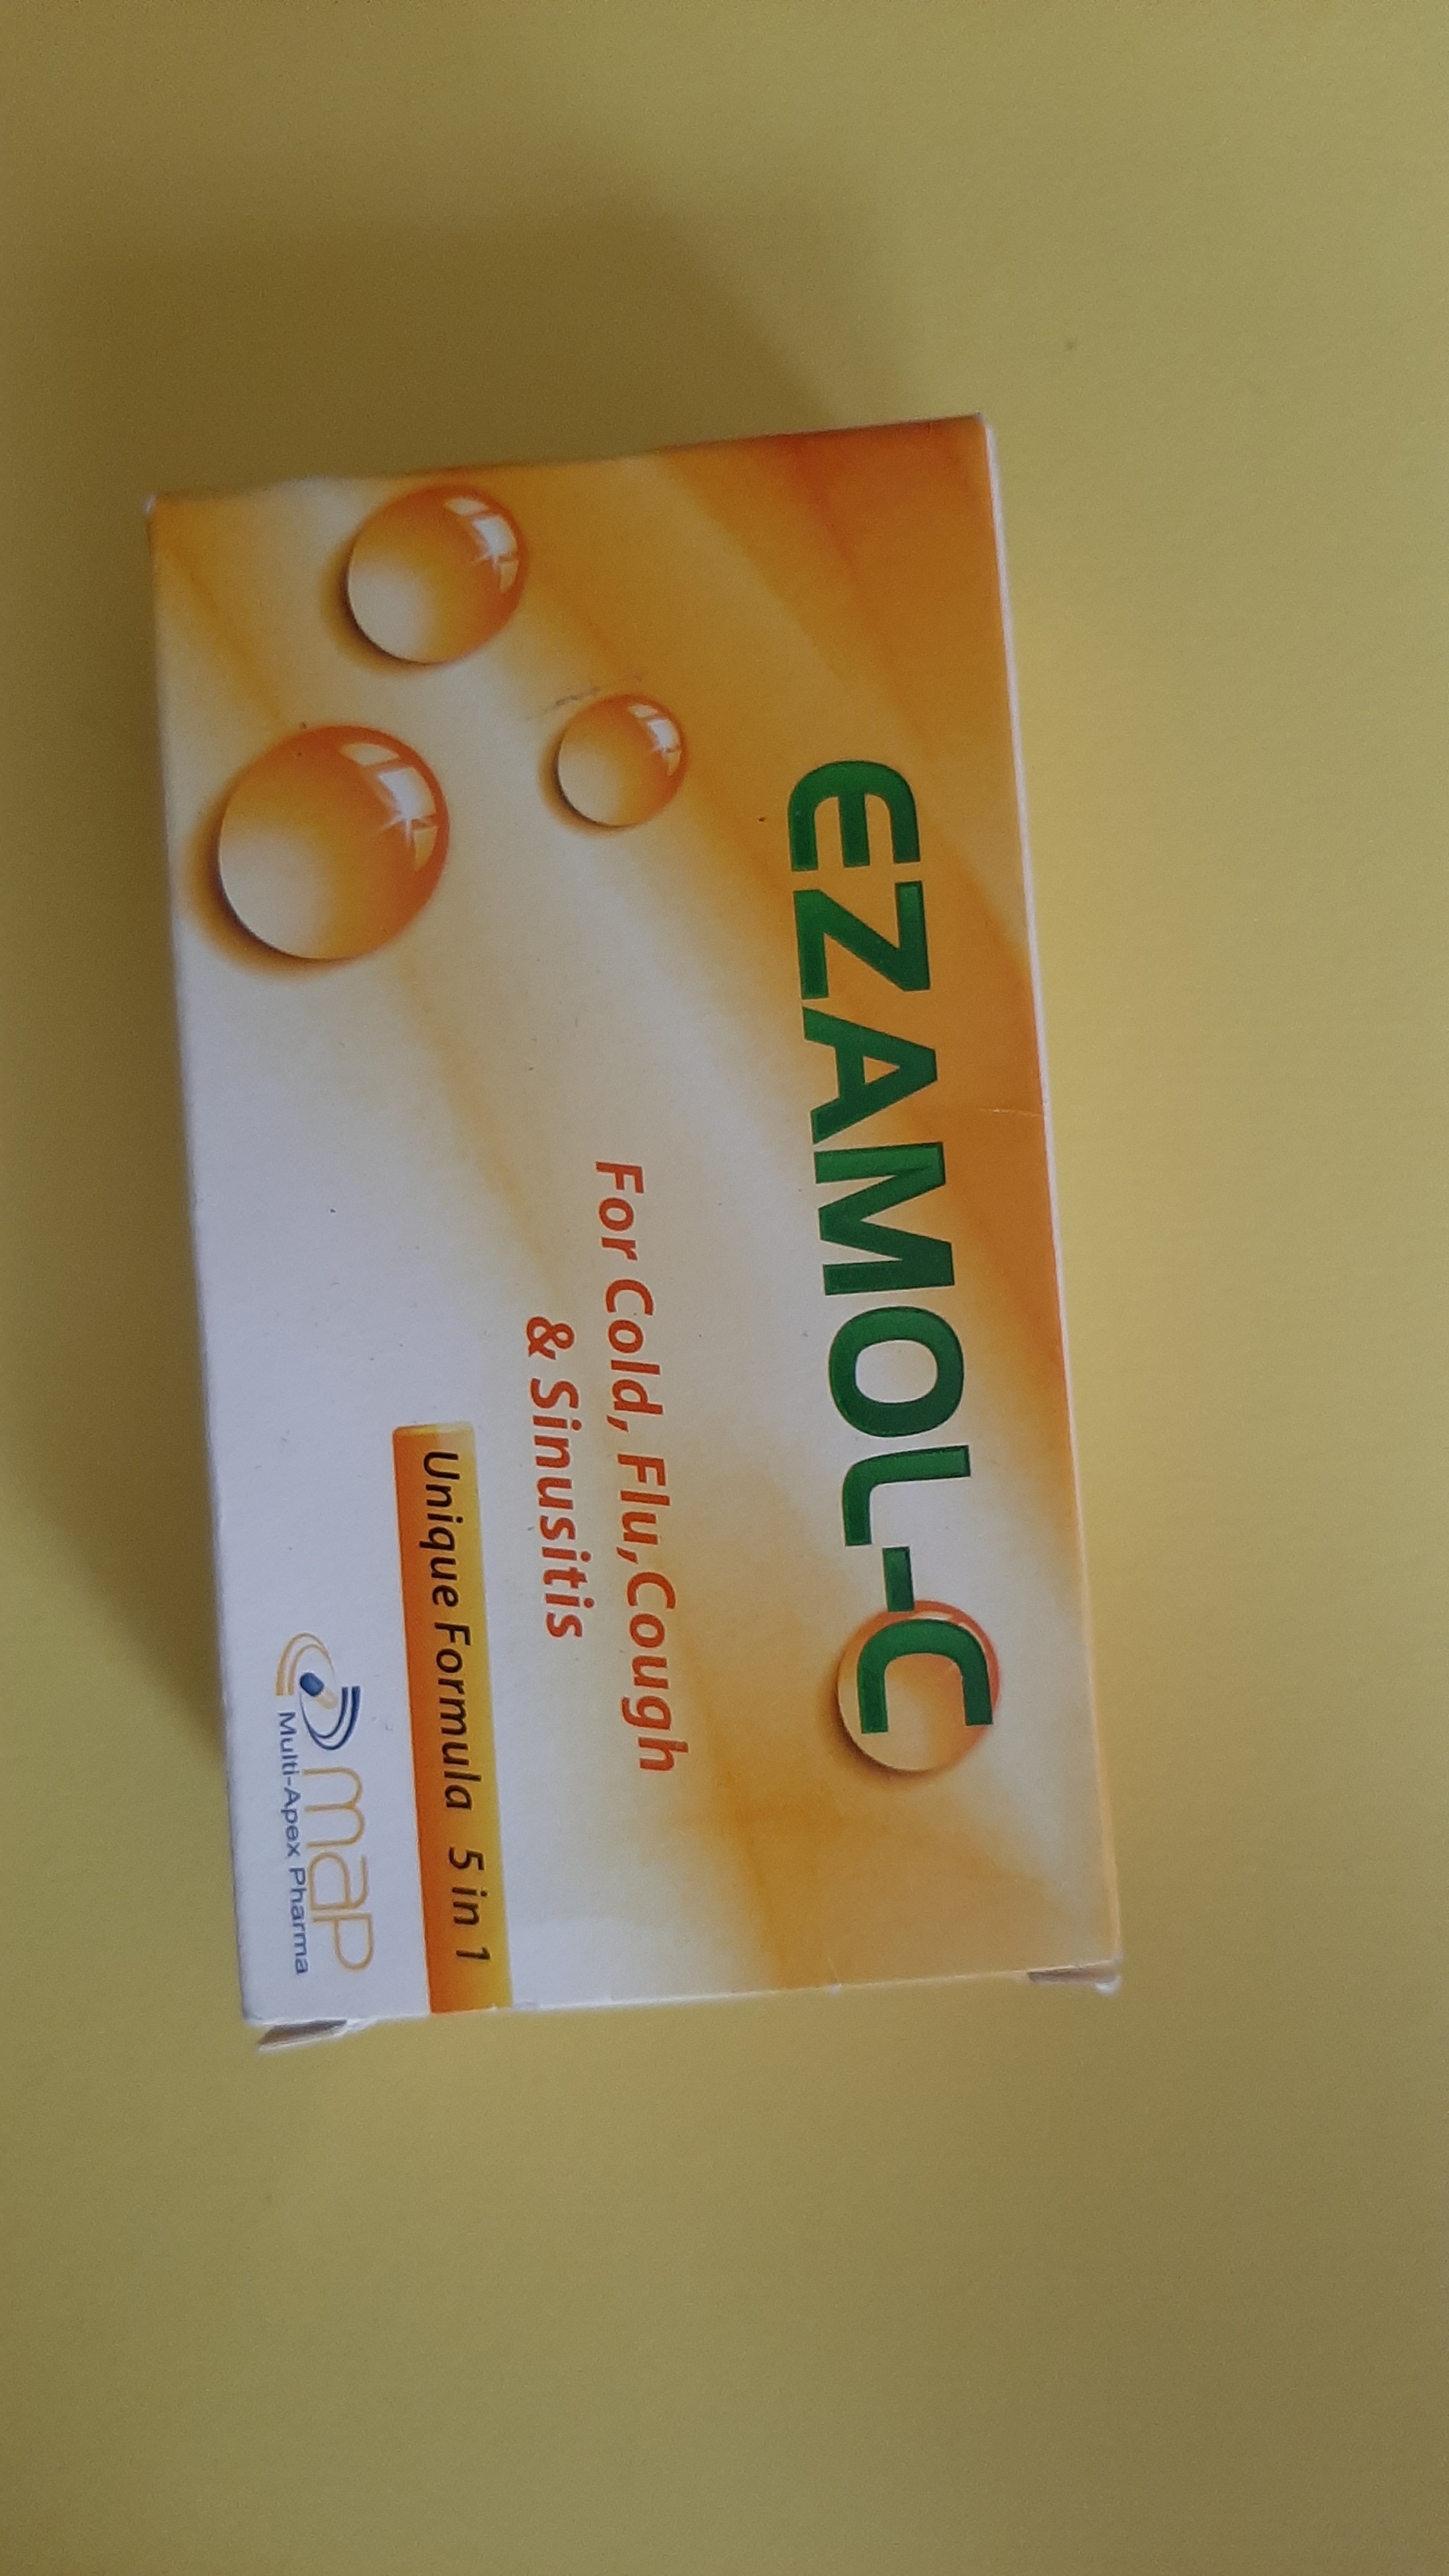 EZAMOL-C
For Cold, Flu,Cough
& Sinusitis
Unique Formula 5 in 1
map
Multi-Apex Pharma